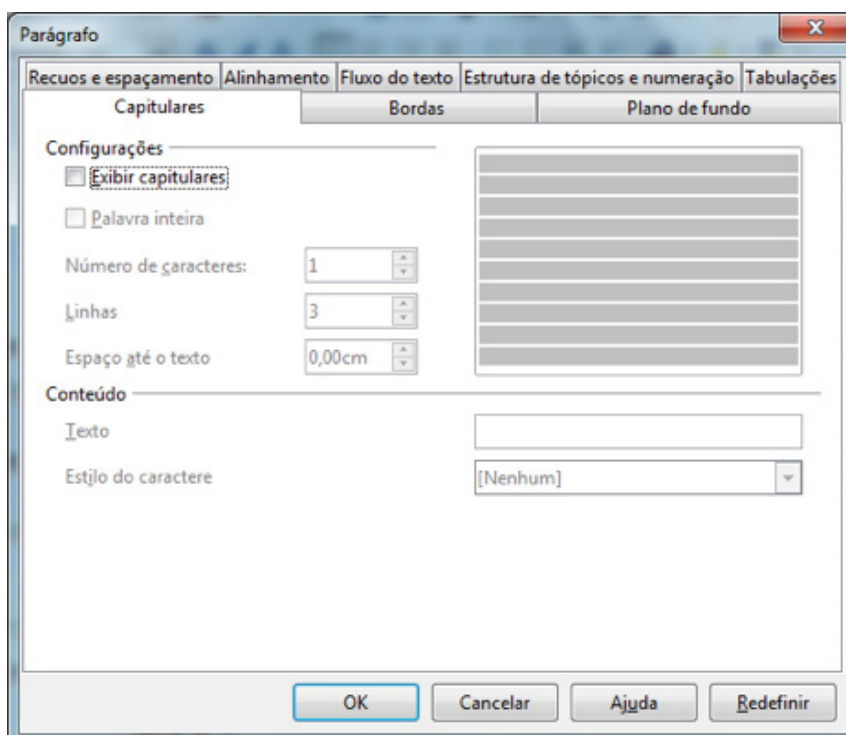 Parágrafo
Recuos e espaçamento Alinhamento Fluxo do texto Estrutura de tópicos e numeração Tabulações
Capitulares Bordas Plano de fundo
Configurações
Exibir capitulares
Palavra inteira
Número de caracteres: 1
Linhas 3
Espaço até o texto 0,00cm
Conteúdo
Texto
Estilo do caractere [Nenhum]
OK Cancelar Ajuda Redefinir